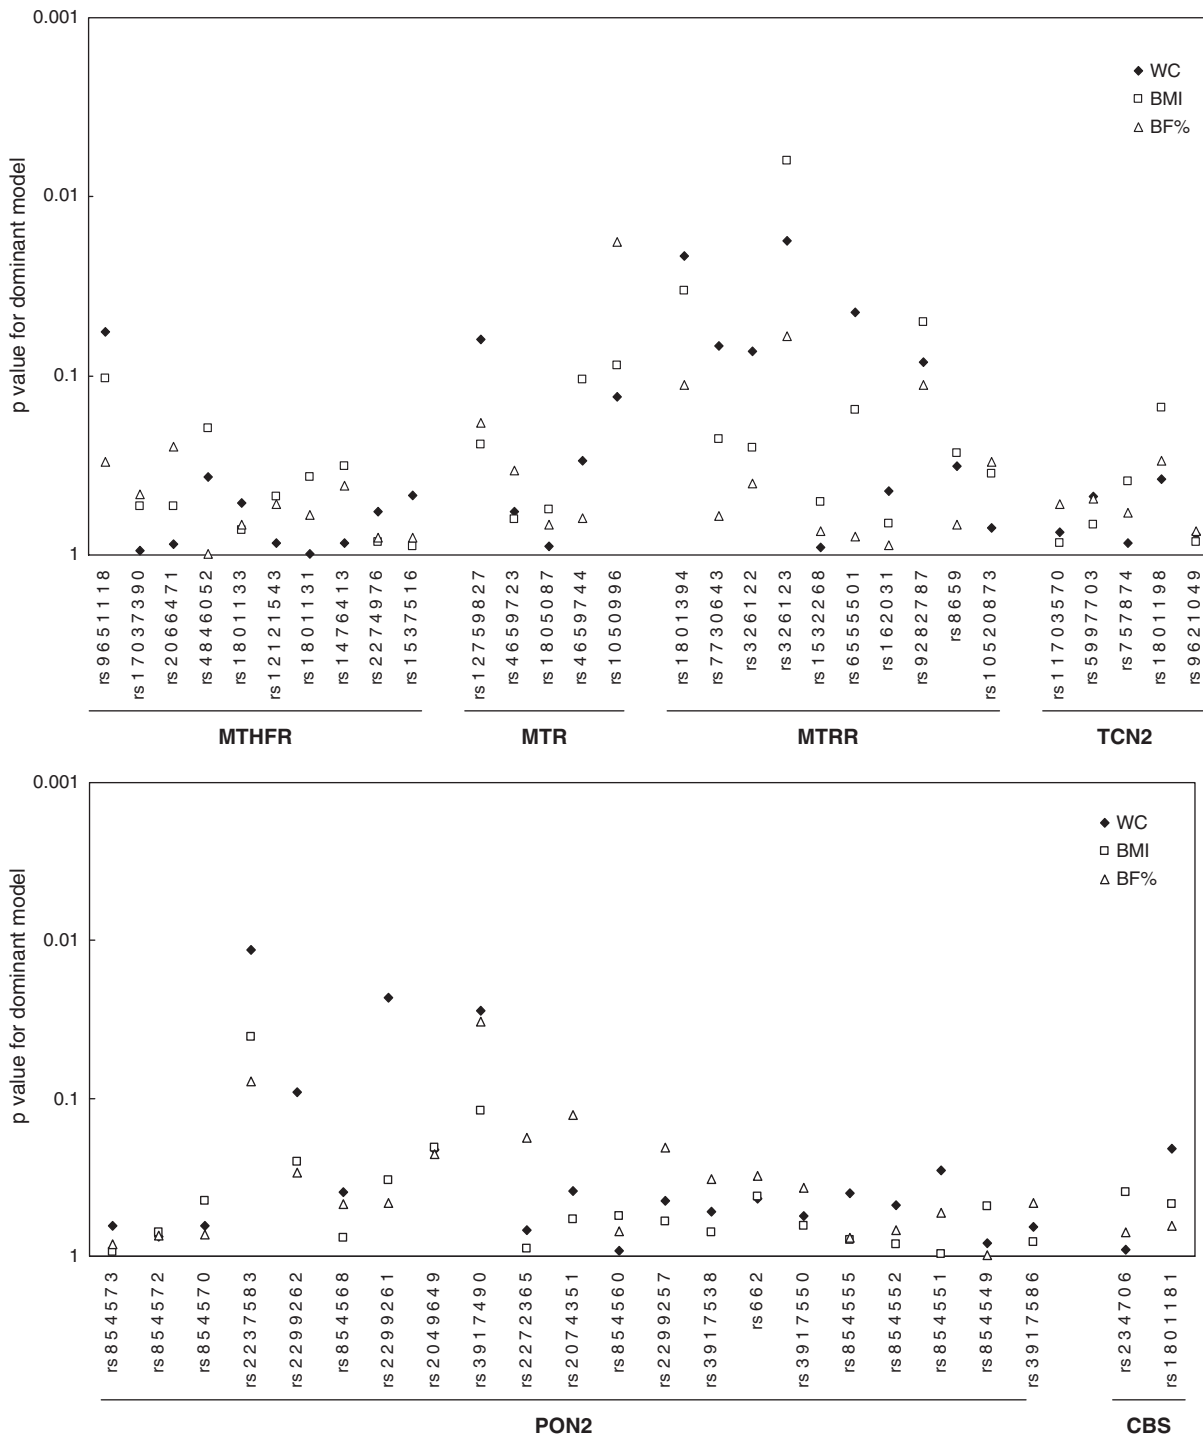 0.001
WC
BMI
BF%
0.01
0.1
1
p value for dominant model
rs9651118
rs17037390
rs2066471
rs4846052
rs1801133
rs12121543
rs1801131
rs1476413
rs2274976
rs1537516
rs12759827
rs4659723
rs1805087
rs4659744
rs1050996
rs1801394
rs7730643
rs326122
rs326123
rs1532268
rs6555501
rs162031
rs9282787
rs8659
rs10520873
rs11703570
rs5997703
rs757874
rs1801198
rs9621049
MTHFR
MTR
MTRR
TCN2
0.001
WC
BMI
BF%
0.01
0.1
1
p value for dominant model
rs854573
rs854572
rs854570
rs2237583
rs2299262
rs854568
rs2299261
rs2049649
rs3917490
rs2272365
rs2074351
rs854560
rs2299257
rs3917538
rs662
rs3917550
rs854555
rs854552
rs854551
rs854549
rs3917586
rs234706
rs1801181
PON2
CBS